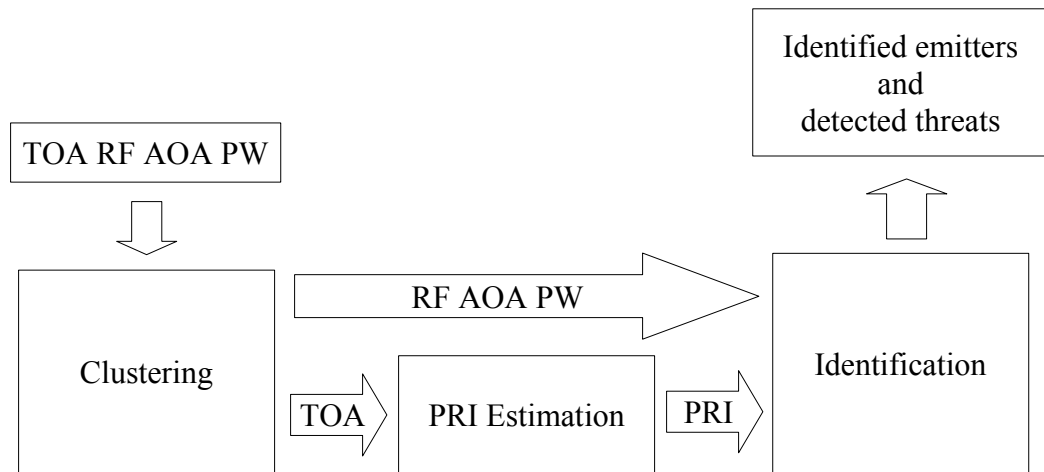 Identified emitters
and
detected threats
TOA RF AOA PW
RF AOA PW
Clustering
Identification
TOA
PRI Estimation
PRI